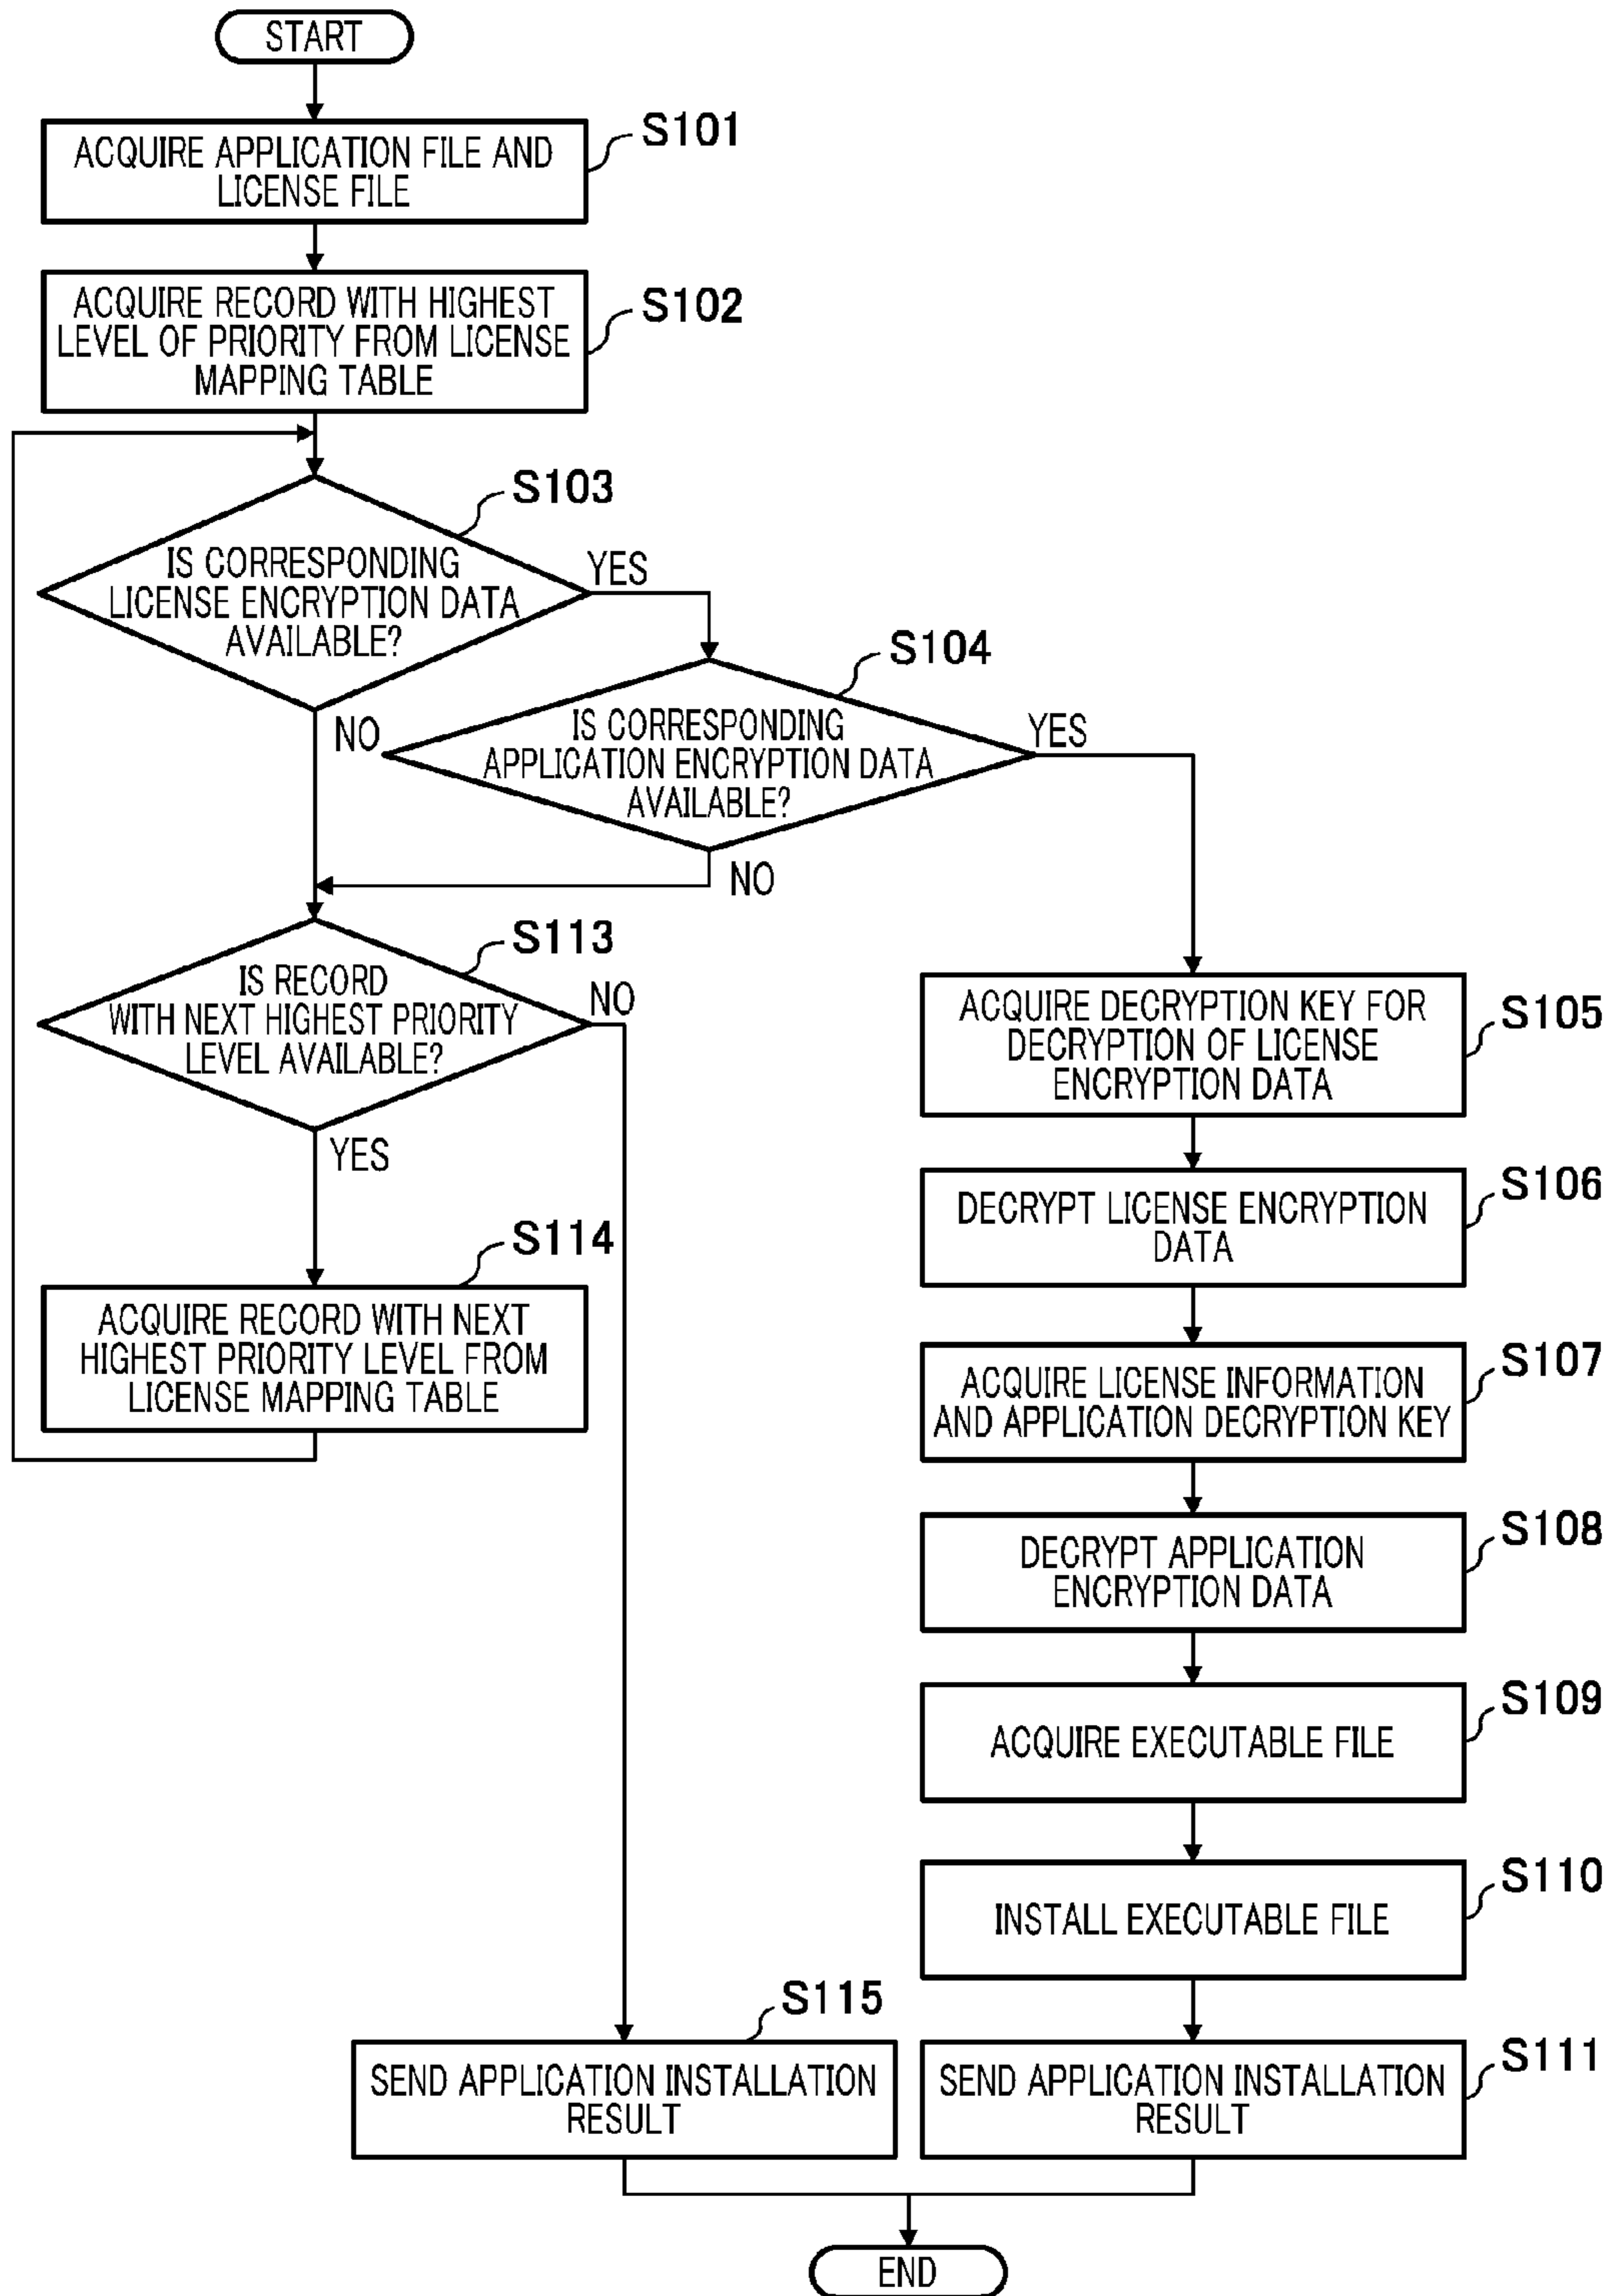 START
ACQUIRE APPLICATION FILE AND
LICENSE FILE
S101
ACQUIRE RECORD WITH HIGHEST
LEVEL OF PRIORITY FROM LICENSE
MAPPING TABLE
S102
S103
IS CORRESPONDING
LICENSE ENCRYPTION DATA
AVAILABLE?
YES
NO
S104
IS CORRESPONDING
APPLICATION ENCRYPTION DATA
AVAILABLE?
YES
NO
S113
IS RECORD
WITH NEXT HIGHEST PRIORITY
LEVEL AVAILABLE?
NO
YES
S114
ACQUIRE RECORD WITH NEXT
HIGHEST PRIORITY LEVEL FROM
LICENSE MAPPING TABLE
ACQUIRE DECRYPTION KEY FOR
DECRYPTION OF LICENSE
ENCRYPTION DATA
S105
DECRYPT LICENSE ENCRYPTION
DATA
S106
ACQUIRE LICENSE INFORMATION
AND APPLICATION DECRYPTION KEY
S107
DECRYPT APPLICATION
ENCRYPTION DATA
S108
ACQUIRE EXECUTABLE FILE
S109
INSTALL EXECUTABLE FILE
S110
S115
SEND APPLICATION INSTALLATION
RESULT
SEND APPLICATION INSTALLATION
RESULT
S111
END